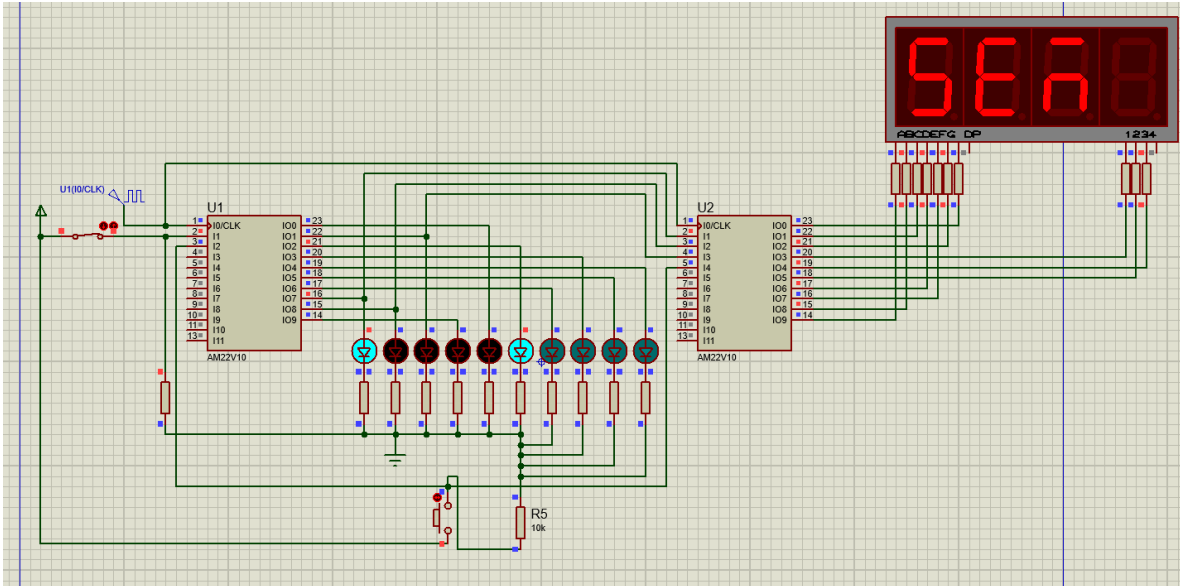 SEn
ABCDEFG DP 1234
U1(I0/CLK)
U1
1 I0/CLK IO0 23
2 I1 IO1 22
3 I2 IO2 21
4 I3 IO3 20
5 I4 IO4 19
6 I5 IO5 18
7 I6 IO6 17
8 I7 IO7 16
9 I8 IO8 15
10 I9 IO9 14
11 I10
13 I11
AM22V10
U2
1 I0/CLK IO0 23
2 I1 IO1 22
3 I2 IO2 21
4 I3 IO3 20
5 I4 IO4 19
6 I5 IO5 18
7 I6 IO6 17
8 I7 IO7 16
9 I8 IO8 15
10 I9 IO9 14
11 I10
13 I11
AM22V10
R5
10k